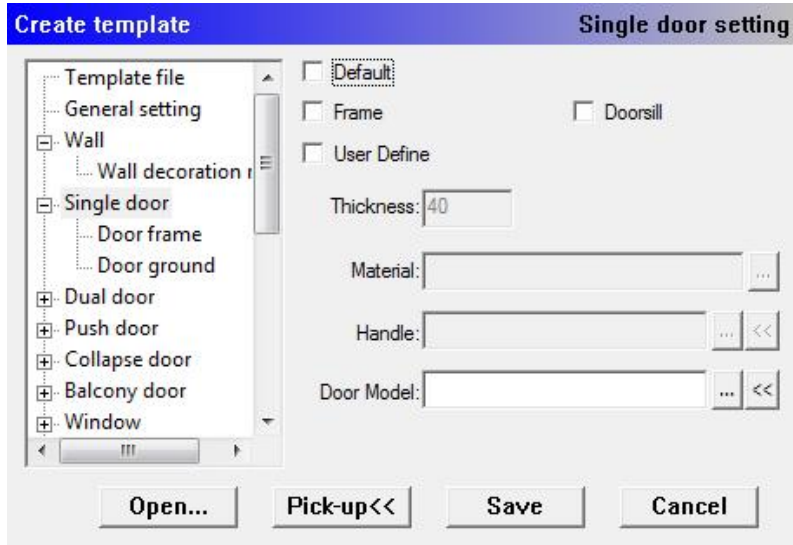 Create template
Single door setting
Template file
General setting
Wall
Wall decoration
Single door
Door frame
Door ground
Dual door
Push door
Collapse door
Balcony door
Window
Default
Frame
Doorsill
User Define
Thickness: 40
Material: ...
Handle: ... <<
Door Model: ... <<
Open...
Pick-up<<
Save
Cancel